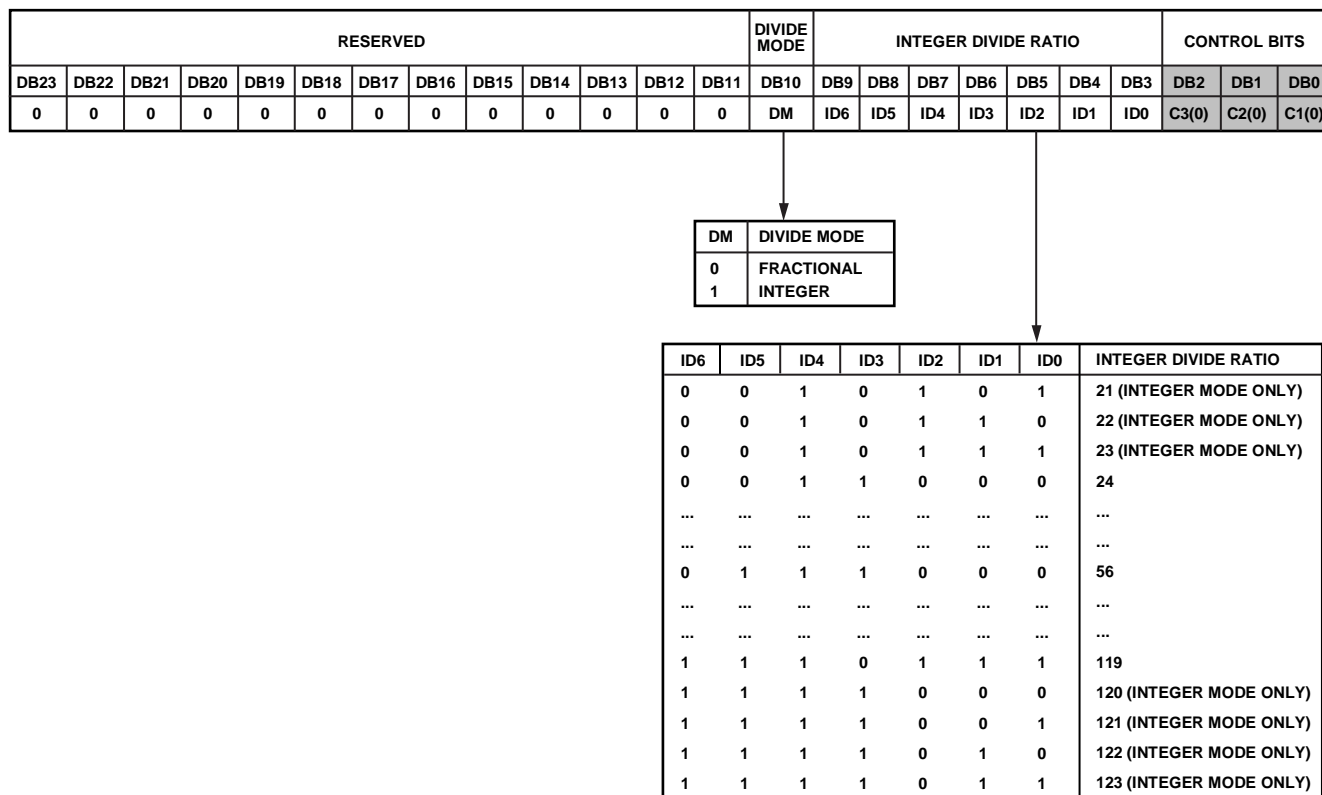 RESERVED DIVIDE MODE INTEGER DIVIDE RATIO CONTROL BITS
DB23 DB22 DB21 DB20 DB19 DB18 DB17 DB16 DB15 DB14 DB13 DB12 DB11 DB10 DB9 DB8 DB7 DB6 DB5 DB4 DB3 DB2 DB1 DB0
0 0 0 0 0 0 0 0 0 0 0 0 0 DM ID6 ID5 ID4 ID3 ID2 ID1 ID0 C3(0) C2(0) C1(0)
DM DIVIDE MODE
0 FRACTIONAL
1 INTEGER
ID6 ID5 ID4 ID3 ID2 ID1 ID0 INTEGER DIVIDE RATIO
0 0 1 0 1 0 1 21 (INTEGER MODE ONLY)
0 0 1 0 1 1 0 22 (INTEGER MODE ONLY)
0 0 1 0 1 1 1 23 (INTEGER MODE ONLY)
0 0 1 1 0 0 0 24
... ... ... ... ... ... ... ...
... ... ... ... ... ... ... ...
0 1 1 1 0 0 0 56
... ... ... ... ... ... ... ...
... ... ... ... ... ... ... ...
1 1 1 0 1 1 1 119
1 1 1 1 0 0 0 120 (INTEGER MODE ONLY)
1 1 1 1 0 0 1 121 (INTEGER MODE ONLY)
1 1 1 1 0 1 0 122 (INTEGER MODE ONLY)
1 1 1 1 0 1 1 123 (INTEGER MODE ONLY)